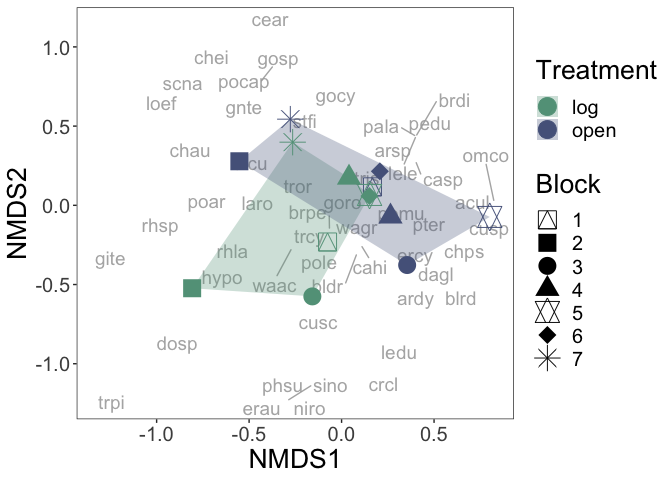 cear
1.0
chei
gosp
Treatment
scna
pocap
gocy
brdi
log
loef
gnte
open
0.5
stfi
pala
pedu
chau
cu
arsp
omco
lele
casp
Block
tror
poar
laro
goro
acul
1
NMDS2
0.0
brpe
mu
2
rhsp
wagr
pter
cusp
3
trcy
4
gite
rhla
pole
cahi
ercy
chps
5
-0.5
hypo
waac
bldr
dagl
6
ardy
blrd
7
cusc
dosp
ledu
-1.0
phsu
sino
crcl
trpi
erau
niro
-1.0
-0.5
0.0
0.5
NMDS1